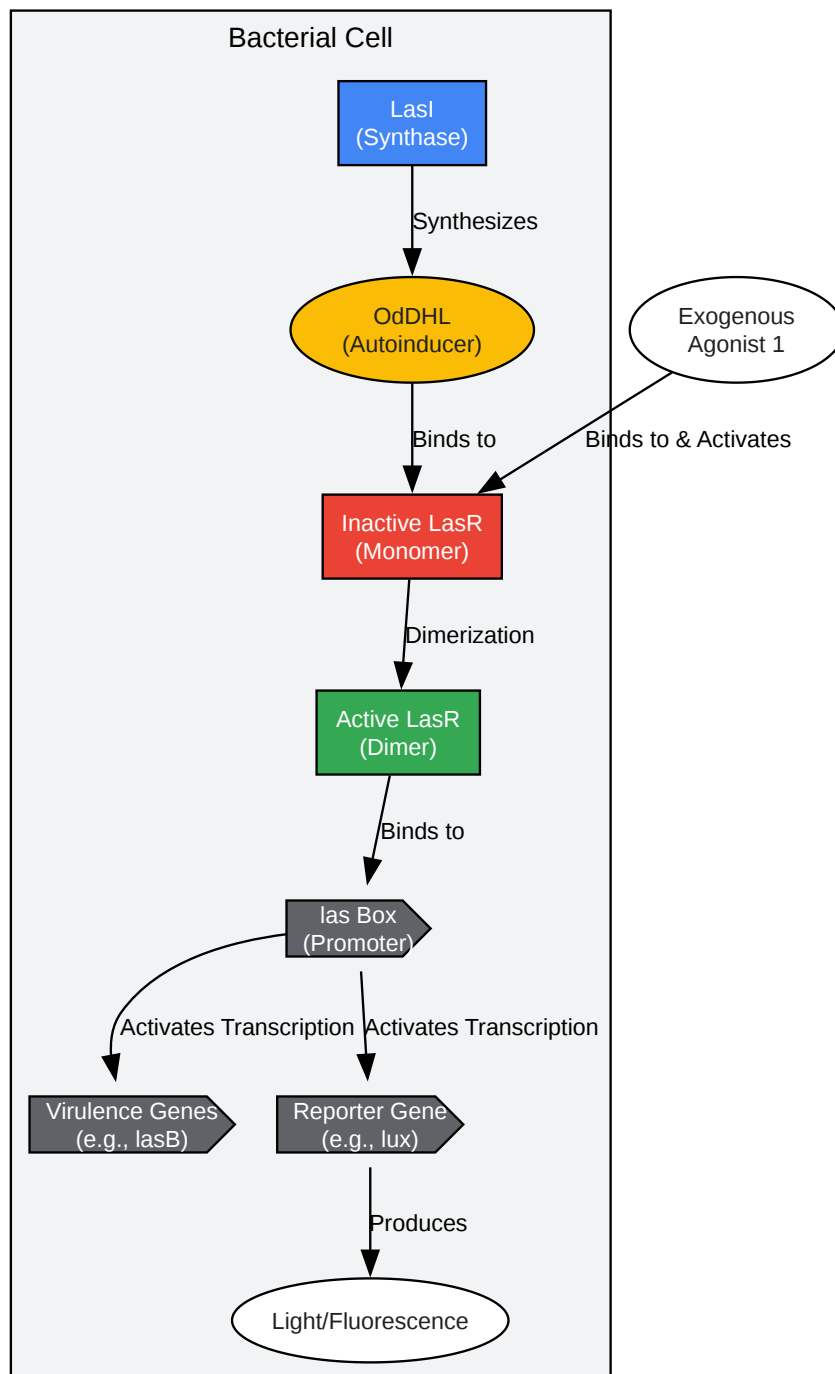 Bacterial Cell
LasI
(Synthase)
Synthesizes
OdDHL
(Autoinducer)
Exogenous
Agonist 1
Binds to
Binds to & Activates
Inactive LasR
(Monomer)
Dimerization
Active LasR
(Dimer)
Binds to
las Box
(Promoter)
Activates Transcription
Activates Transcription
Virulence Genes
(e.g., lasB)
Reporter Gene
(e.g., lux)
Produces
Light/Fluorescence